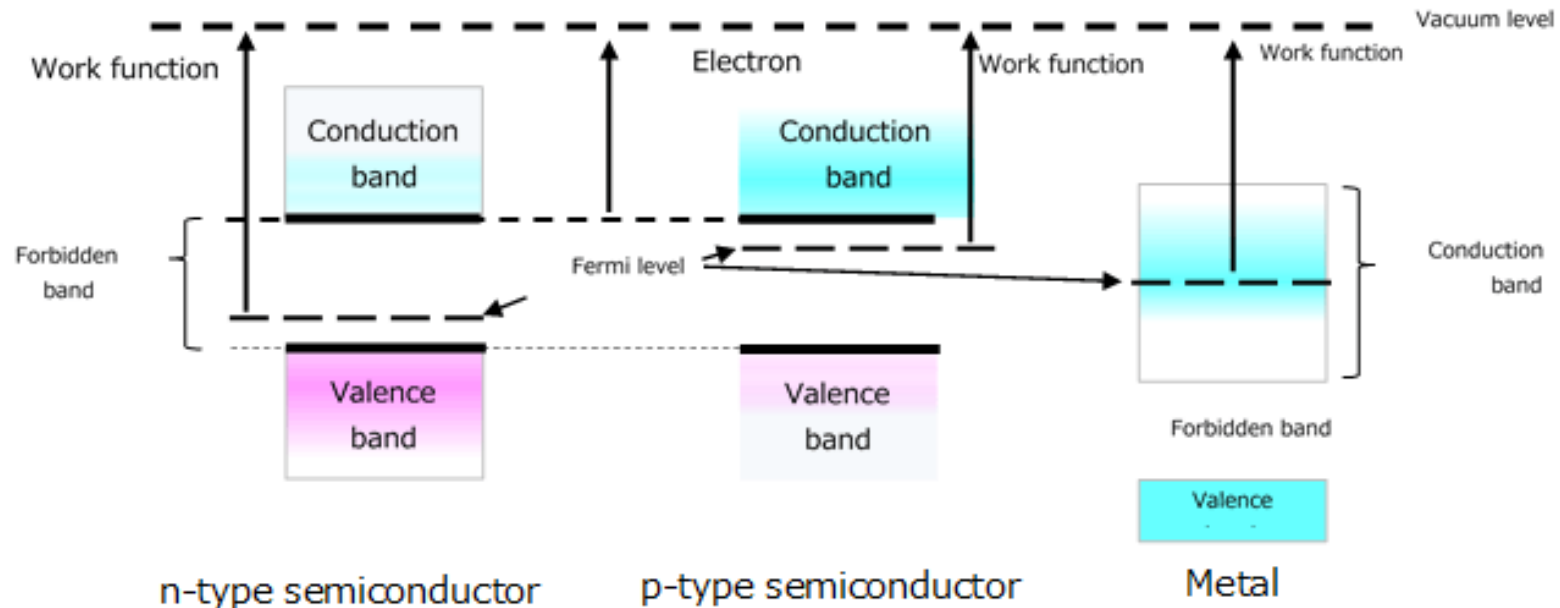 Vacuum level
Work function
Electron
Work function
Work function
Conduction
band
Conduction
band
Forbidden
band
Fermi level
Conduction
band
Valence
band
Valence
band
Forbidden band
Valence
n-type semiconductor
p-type semiconductor
Metal